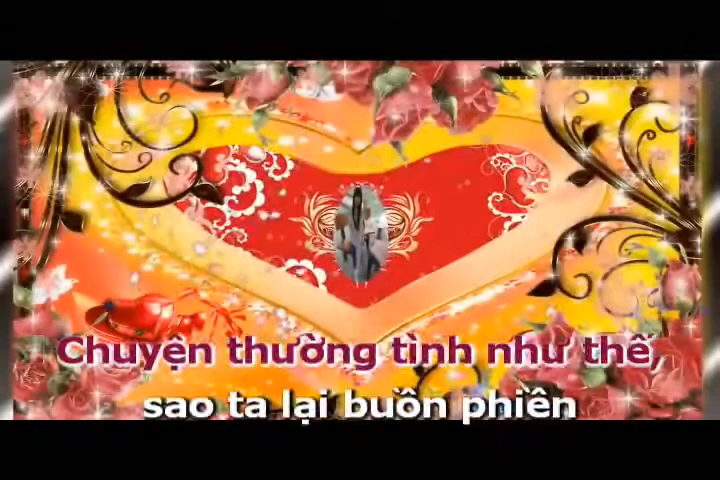 Chuyện thường tình như thế,
sao ta lại buồn phiền